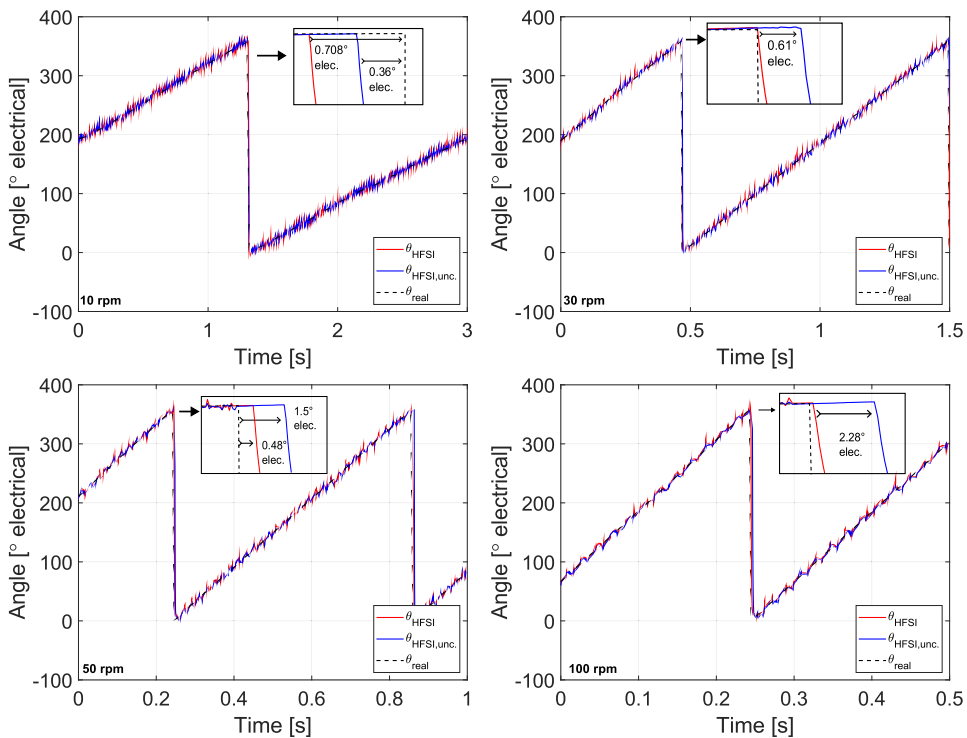 400
300
200
100
0
-100
0
1
2
3
Angle [° electrical]
Time [s]
10 rpm
0.708°
elec.
0.36°
elec.
θHFSI
θHFSI,unc.
θreal
400
300
200
100
0
-100
0
0.5
1
1.5
Angle [° electrical]
Time [s]
30 rpm
0.61°
elec.
θHFSI
θHFSI,unc.
θreal
400
300
200
100
0
-100
0
0.2
0.4
0.6
0.8
1
Angle [° electrical]
Time [s]
50 rpm
1.5°
elec.
0.48°
elec.
θHFSI
θHFSI,unc.
θreal
400
300
200
100
0
-100
0
0.1
0.2
0.3
0.4
0.5
Angle [° electrical]
Time [s]
100 rpm
2.28°
elec.
θHFSI
θHFSI,unc.
θreal